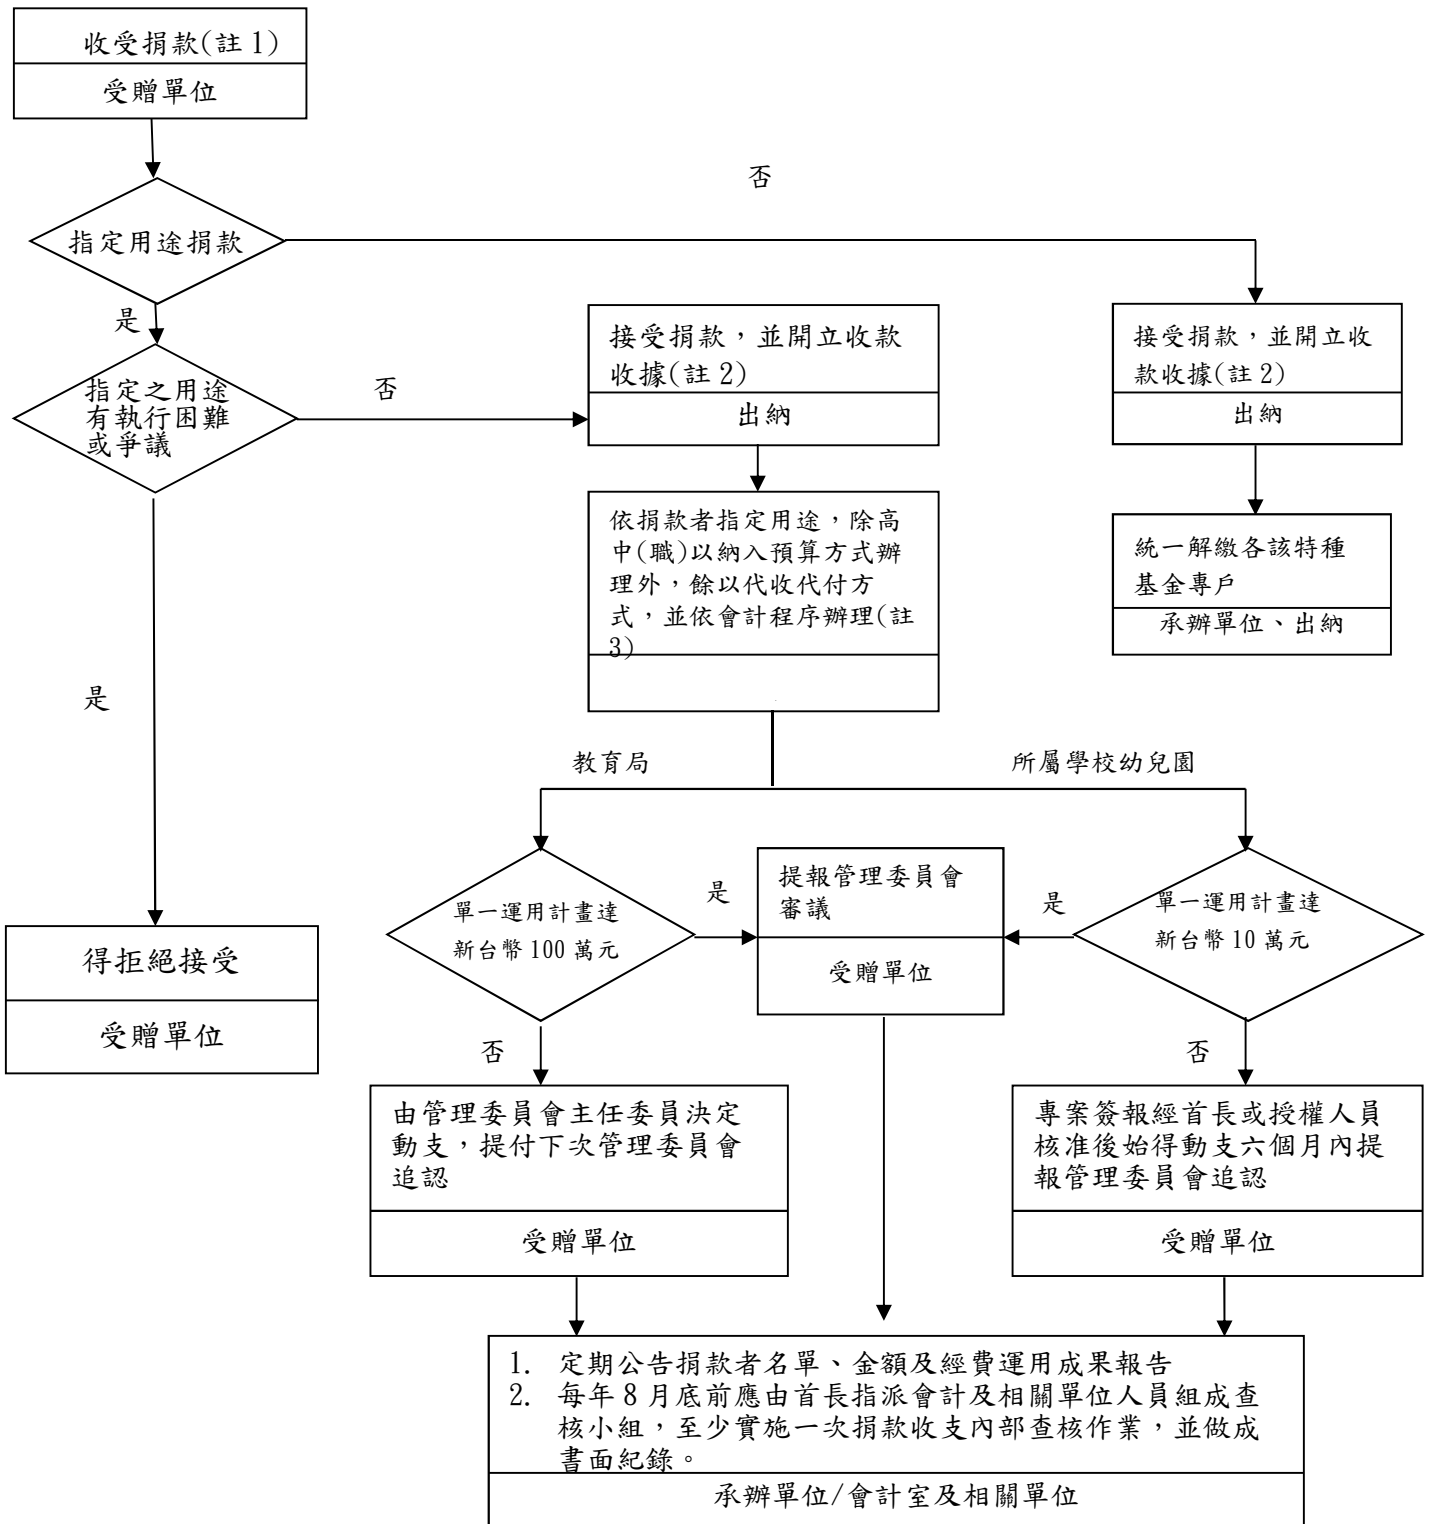 收受捐款(註1)
受贈單位
否
指定用途捐款
是
指定之用途
有執行困難
或爭議
否
接受捐款，並開立收款
收據(註2)
出納
接受捐款，並開立收
款收據(註2)
出納
依捐款者指定用途，除高
中(職)以納入預算方式辦
理外，餘以代收代付方
式，並依會計程序辦理(註
3)
統一解繳各該特種
基金專戶
承辦單位、出納
是
教育局
所屬學校幼兒園
單一運用計畫達
新台幣100萬元
是
提報管理委員會
審議
受贈單位
是
單一運用計畫達
新台幣10萬元
得拒絕接受
受贈單位
否
否
由管理委員會主任委員決定
動支，提付下次管理委員會
追認
受贈單位
專案簽報經首長或授權人員
核准後始得動支六個月內提
報管理委員會追認
受贈單位
1. 定期公告捐款者名單、金額及經費運用成果報告
2. 每年8月底前應由首長指派會計及相關單位人員組成查
核小組，至少實施一次捐款收支內部查核作業，並做成
書面紀錄。
承辦單位/會計室及相關單位